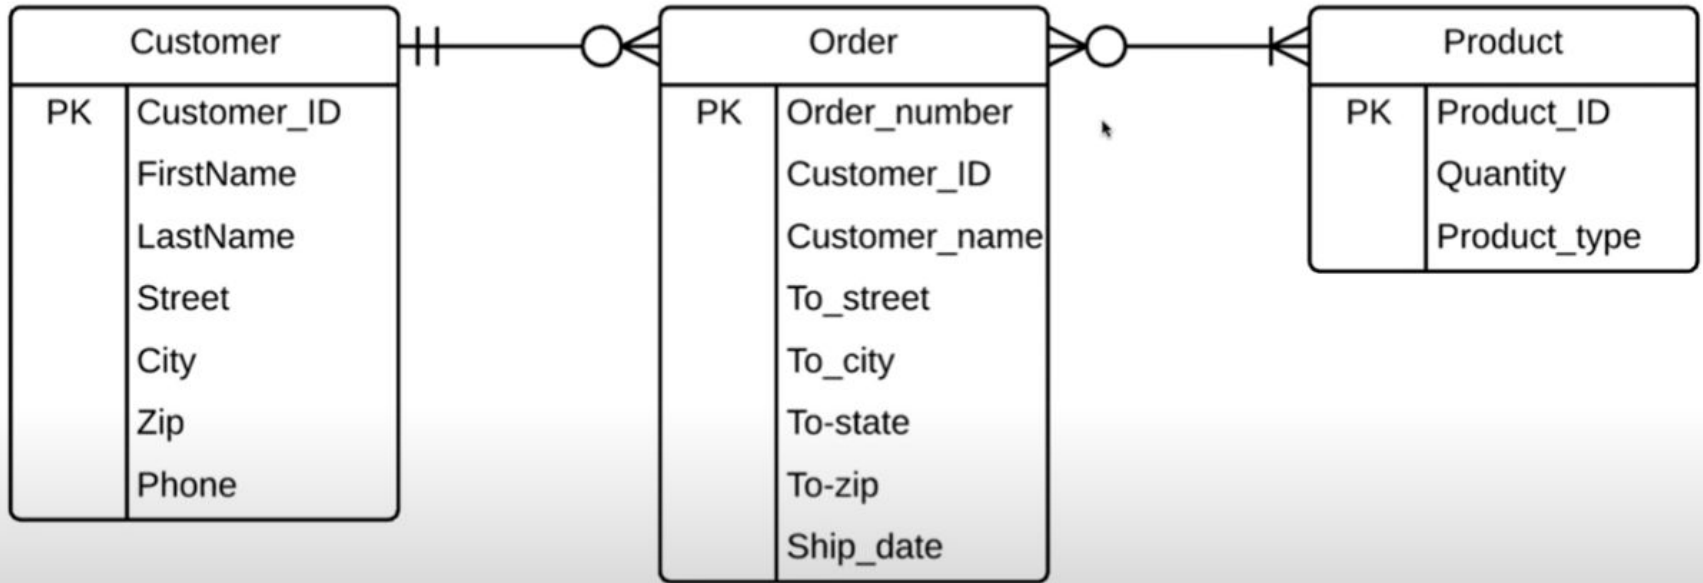 Customer
PK Customer_ID
FirstName
LastName
Street
City
Zip
Phone
Order
PK Order_number
Customer_ID
Customer_name
To_street
To_city
To-state
To-zip
Ship_date
Product
PK Product_ID
Quantity
Product_type